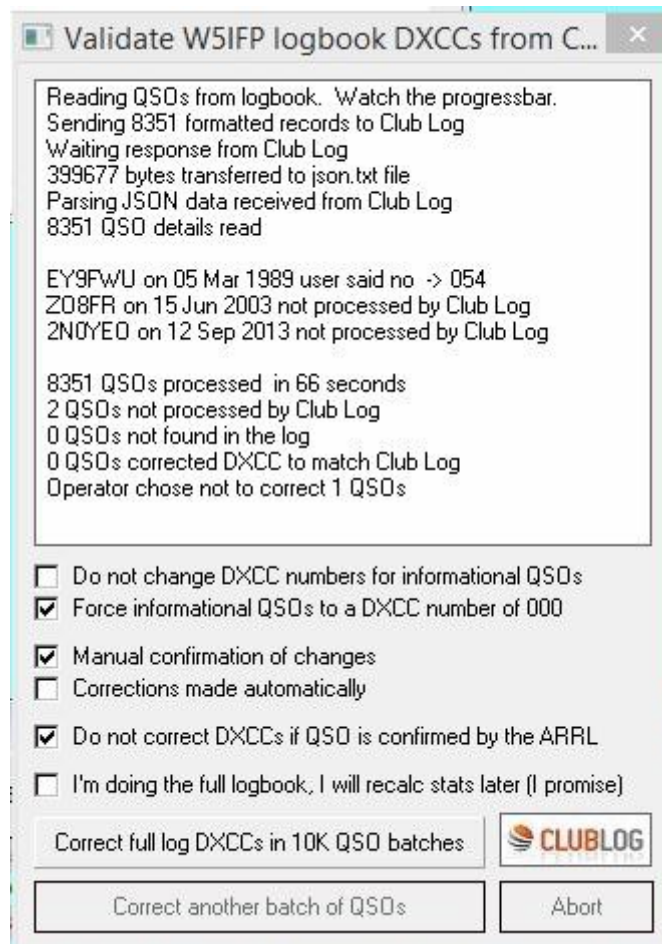 Validate W5IFP logbook DXCCs from C...
Reading QSOs from logbook.  Watch the progressbar.
Sending 8351 formatted records to Club Log
Waiting response from Club Log
399677 bytes transferred to json.txt file
Parsing JSON data received from Club Log
8351 QSO details read
EY9FWU on 05 Mar 1989 user said no  -> 054
ZO8FR on 15 Jun 2003 not processed by Club Log
2N0YEO on 12 Sep 2013 not processed by Club Log
8351 QSOs processed  in 66 seconds
2 QSOs not processed by Club Log
0 QSOs not found in the log
0 QSOs corrected DXCC to match Club Log
Operator chose not to correct 1 QSOs
Do not change DXCC numbers for informational QSOs
Force informational QSOs to a DXCC number of 000
Manual confirmation of changes
Corrections made automatically
Do not correct DXCCs if QSO is confirmed by the ARRL
I'm doing the full logbook, I will recalc stats later (I promise)
Correct full log DXCCs in 10K QSO batches
CLUBLOG
Correct another batch of QSOs
Abort